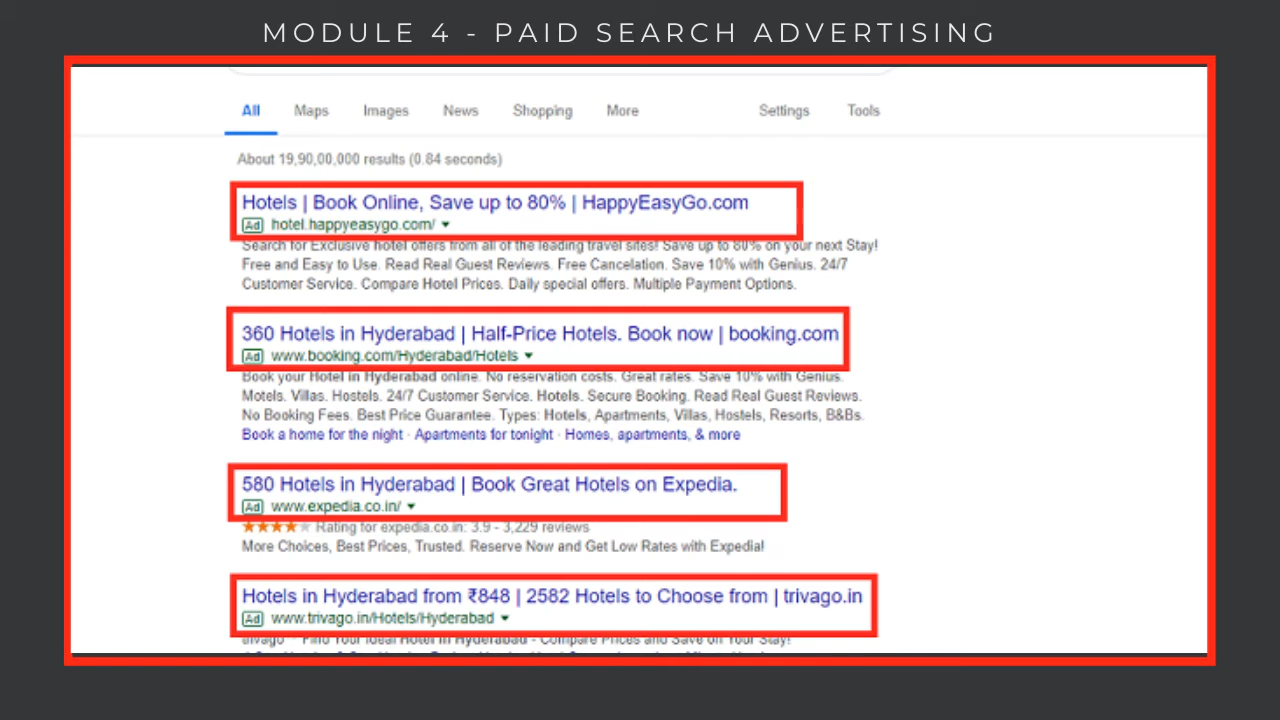 MODULE 4 - PAID SEARCH ADVERTISING
All Maps Images News Shopping More Settings Tools
About 19,90,00,000 results (0.84 seconds)
Hotels | Book Online, Save up to 80% | HappyEasyGo.com
Ad hotel.happyeasygo.com/
Search for Exclusive hotel offers from all of the leading travel sites! Save up to 80% on your next Stay!
Free and Easy to Use. Read Real Guest Reviews. Free Cancelation. Save 10% with Genius. 24/7
Customer Service. Compare Hotel Prices. Daily special offers. Multiple Payment Options.
360 Hotels in Hyderabad | Half-Price Hotels. Book now | booking.com
Ad www.booking.com/Hyderabad/Hotels
Book your Hotel in Hyderabad online. No reservation costs. Great rates. Save 10% with Genius.
Motels. Villas. Hostels. 24/7 Customer Service. Hotels. Secure Booking. Read Real Guest Reviews.
No Booking Fees. Best Price Guarantee. Types: Hotels, Apartments, Villas, Hostels, Resorts, B&Bs.
Book a home for the night · Apartments for tonight · Homes, apartments, & more
580 Hotels in Hyderabad | Book Great Hotels on Expedia.
Ad www.expedia.co.in/
Rating for expedia.co.in: 3.9 - 3,229 reviews
More Choices, Best Prices, Trusted. Reserve Now and Get Low Rates with Expedia!
Hotels in Hyderabad from ₹848 | 2582 Hotels to Choose from | trivago.in
Ad www.trivago.in/Hotels/Hyderabad
trivago™ Find Your Ideal Hotel in Hyderabad - Compare Prices and Save on Your Stay!